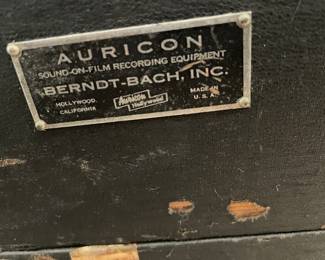 AURICON
SOUND-ON-FILM RECORDING EQUIPMENT
BERNDT-BACH, INC.
HOLLYWOOD, CALIFORNIA
AURICON Hollywood
MADE IN U.S.A.